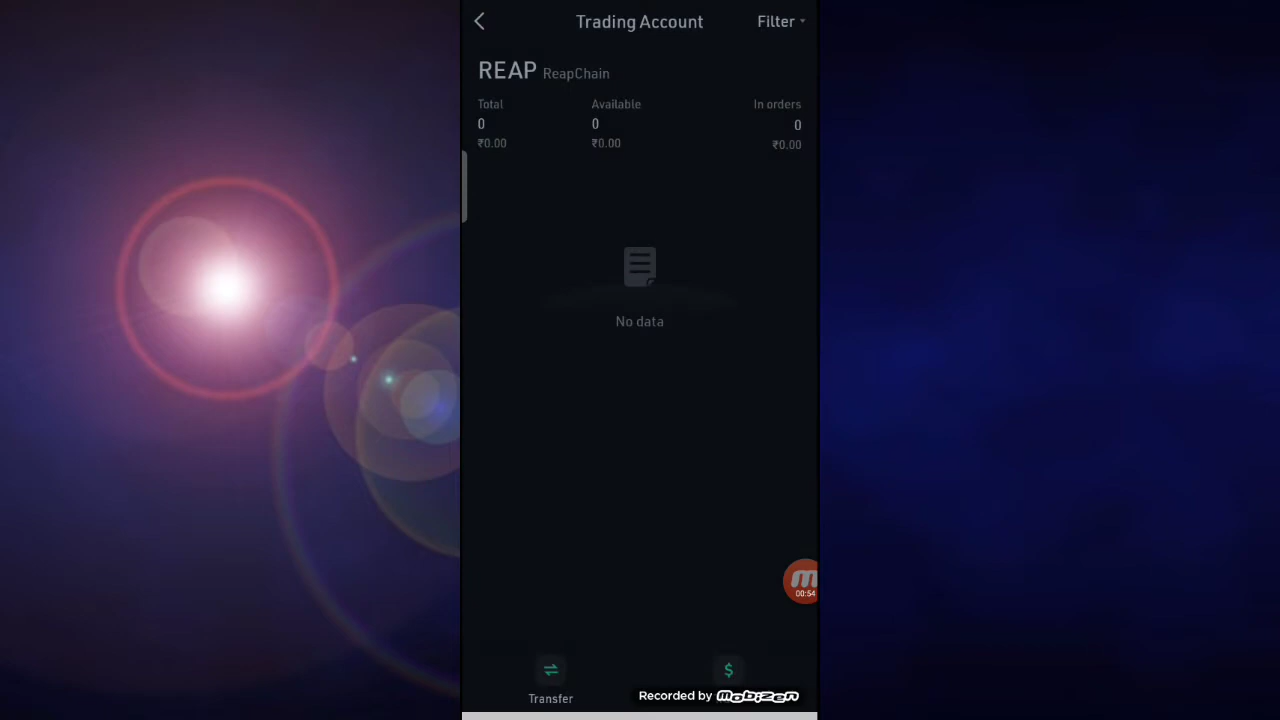 Trading Account
Filter
REAP ReapChain
Total Available In orders
0 0 0
₹0.00 ₹0.00 ₹0.00
No data
00:54
Transfer
Recorded by mobizen